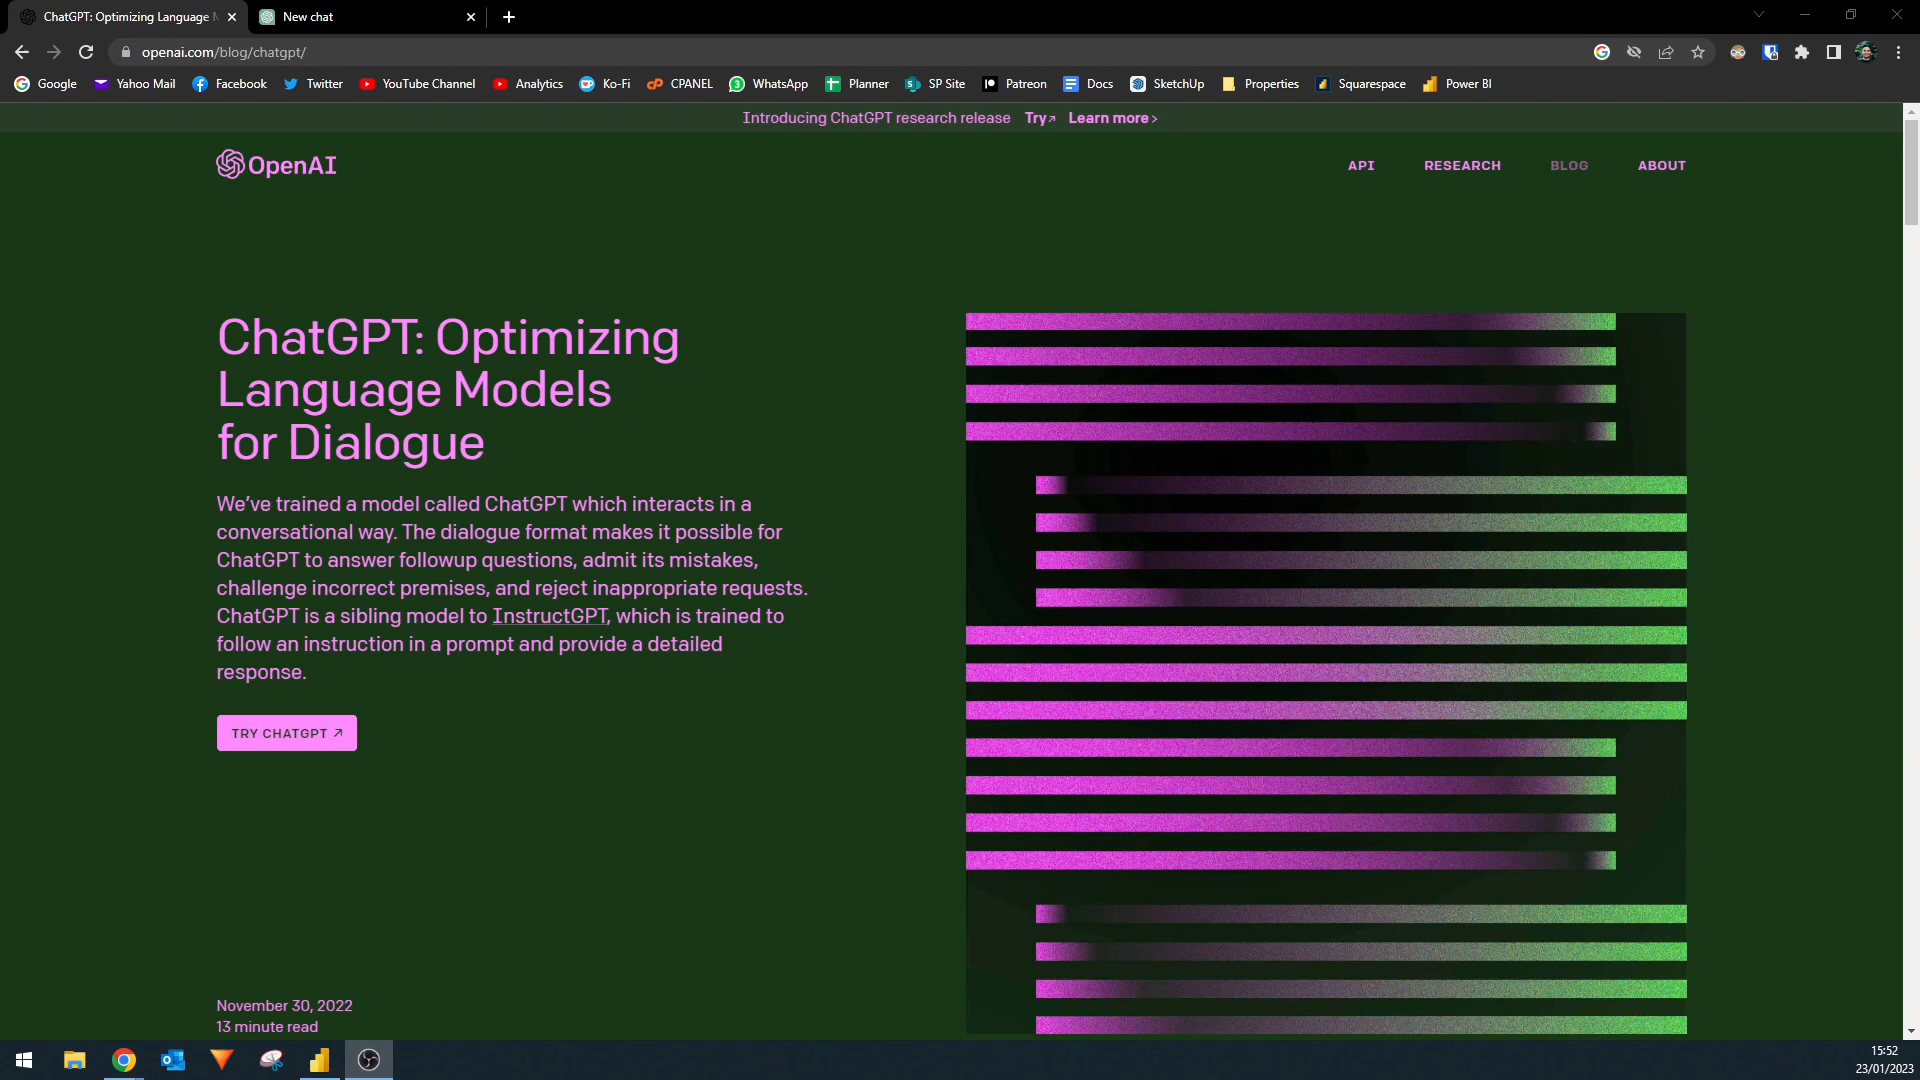 ChatGPT: Optimizing Language M
New chat
openai.com/blog/chatgpt/
Google Yahoo Mail Facebook Twitter YouTube Channel Analytics Ko-Fi CPANEL WhatsApp Planner SP Site Patreon Docs SketchUp Properties Squarespace Power BI
Introducing ChatGPT research release Try↗ Learn more ›
OpenAI
API RESEARCH BLOG ABOUT
ChatGPT: Optimizing
Language Models
for Dialogue
We’ve trained a model called ChatGPT which interacts in a
conversational way. The dialogue format makes it possible for
ChatGPT to answer followup questions, admit its mistakes,
challenge incorrect premises, and reject inappropriate requests.
ChatGPT is a sibling model to InstructGPT, which is trained to
follow an instruction in a prompt and provide a detailed
response.
TRY CHATGPT ↗
November 30, 2022
13 minute read
15:52
23/01/2023